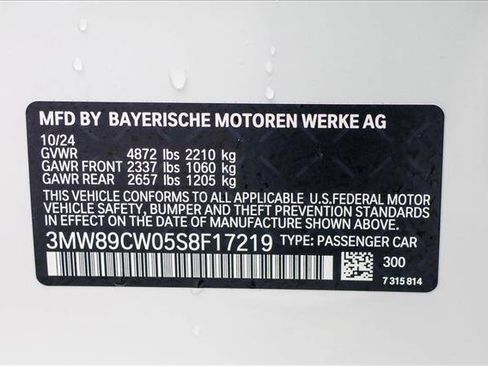 MFD BY BAYERISCHE MOTOREN WERKE AG
10/24
GVWR 4872 lbs 2210 kg
GAWR FRONT 2337 lbs 1060 kg
GAWR REAR 2657 lbs 1205 kg
THIS VEHICLE CONFORMS TO ALL APPLICABLE U.S.FEDERAL MOTOR
VEHICLE SAFETY, BUMPER AND THEFT PREVENTION STANDARDS
IN EFFECT ON THE DATE OF MANUFACTURE SHOWN ABOVE.
3MW89CW05S8F17219 TYPE: PASSENGER CAR
300
7 315 814